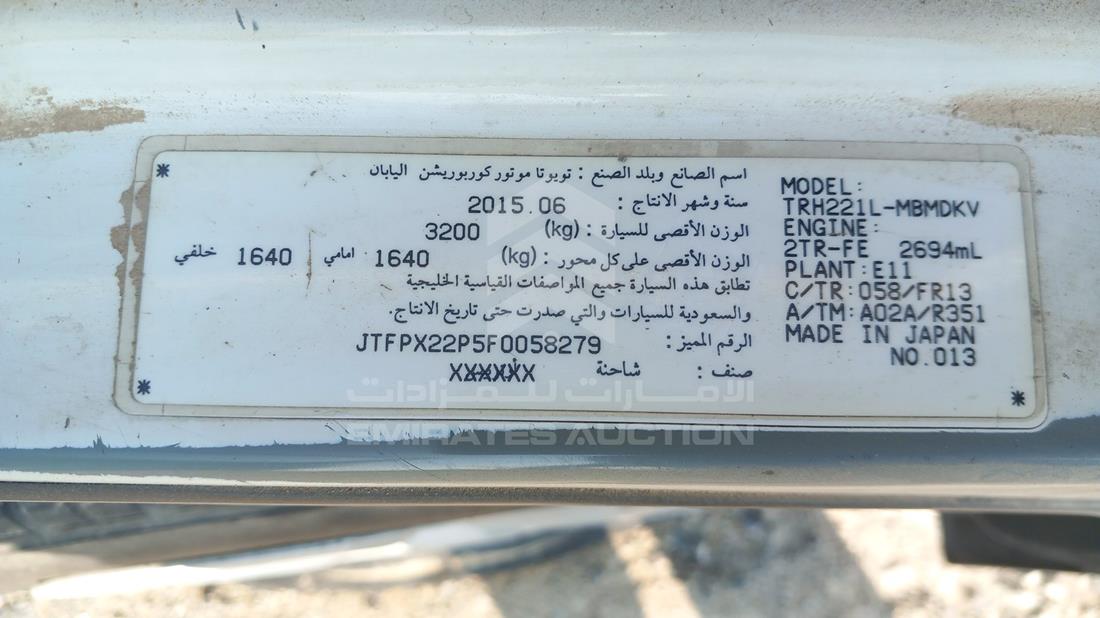 اسم الصانع وبلد الصنع : تويوتا موتور كوربوريشن اليابان
سنة وشهر الانتاج : 2015.06
الوزن الأقصى للسيارة : (kg) 3200
الوزن الأقصى على كل محور : (kg) 1640 امامي 1640 خلفي
تطابق هذه السيارة جميع المواصفات القياسية الخليجية
والسعودية للسيارات والتي صدرت حتى تاريخ الانتاج.
الرقم المميز : JTFPX22P5F0058279
صنف : شاحنة XXXXXX
MODEL:
TRH221L-MBMDKV
ENGINE:
2TR-FE 2694mL
PLANT: E11
C/TR: 058/FR13
A/TM: A02A/R351
MADE IN JAPAN
NO.013
الامارات للمزادات
EMIRATES AUCTION